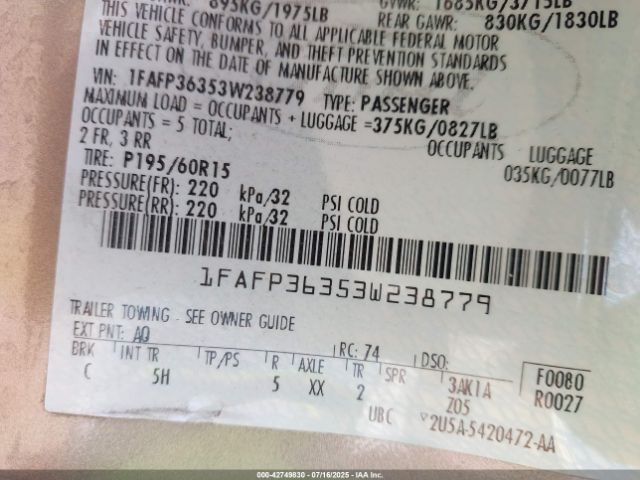 895KG/1975LB GVWR: 1685KG/3715LB
THIS VEHICLE CONFORMS TO ALL APPLICABLE FEDERAL MOTOR REAR GAWR: 830KG/1830LB
VEHICLE SAFETY, BUMPER, AND THEFT PREVENTION STANDARDS
IN EFFECT ON THE DATE OF MANUFACTURE SHOWN ABOVE.
VIN: 1FAFP36353W238779 TYPE: PASSENGER
MAXIMUM LOAD = OCCUPANTS + LUGGAGE =375KG/0827LB
OCCUPANTS = 5 TOTAL; OCCUPANTS LUGGAGE
2 FR, 3 RR 035KG/0077LB
TIRE: P195/60R15
PRESSURE(FR): 220 kPa/32 PSI COLD
PRESSURE(RR): 220 kPa/32 PSI COLD
1FAFP36353W238779
TRAILER TOWING - SEE OWNER GUIDE
EXT PNT: AQ RC: 74 DSO: F0080
BRK INT TR TP/PS R AXLE TR SPR 3AK1A R0027
C 5H 5 XX 2 Z05
UBC 2U5A-5420472-AA
000-42749830 - 07/16/2025 - IAA, Inc.